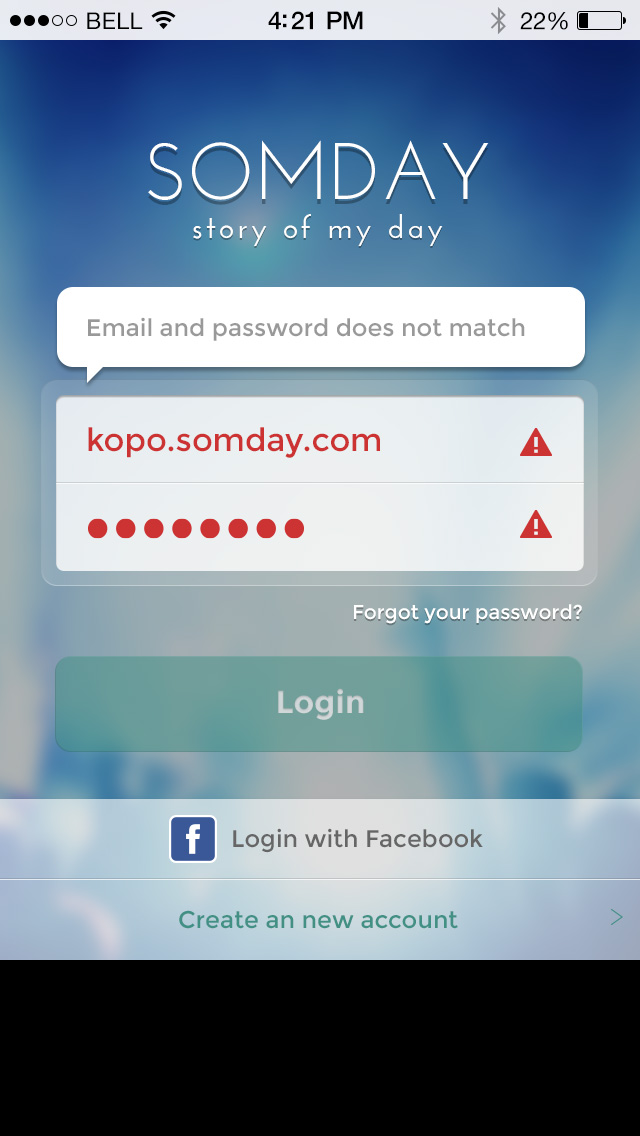 BELL 4:21 PM 22%
SOMDAY
story of my day
Email and password does not match
kopo.somday.com
Forgot your password?
Login
f Login with Facebook
Create an new account